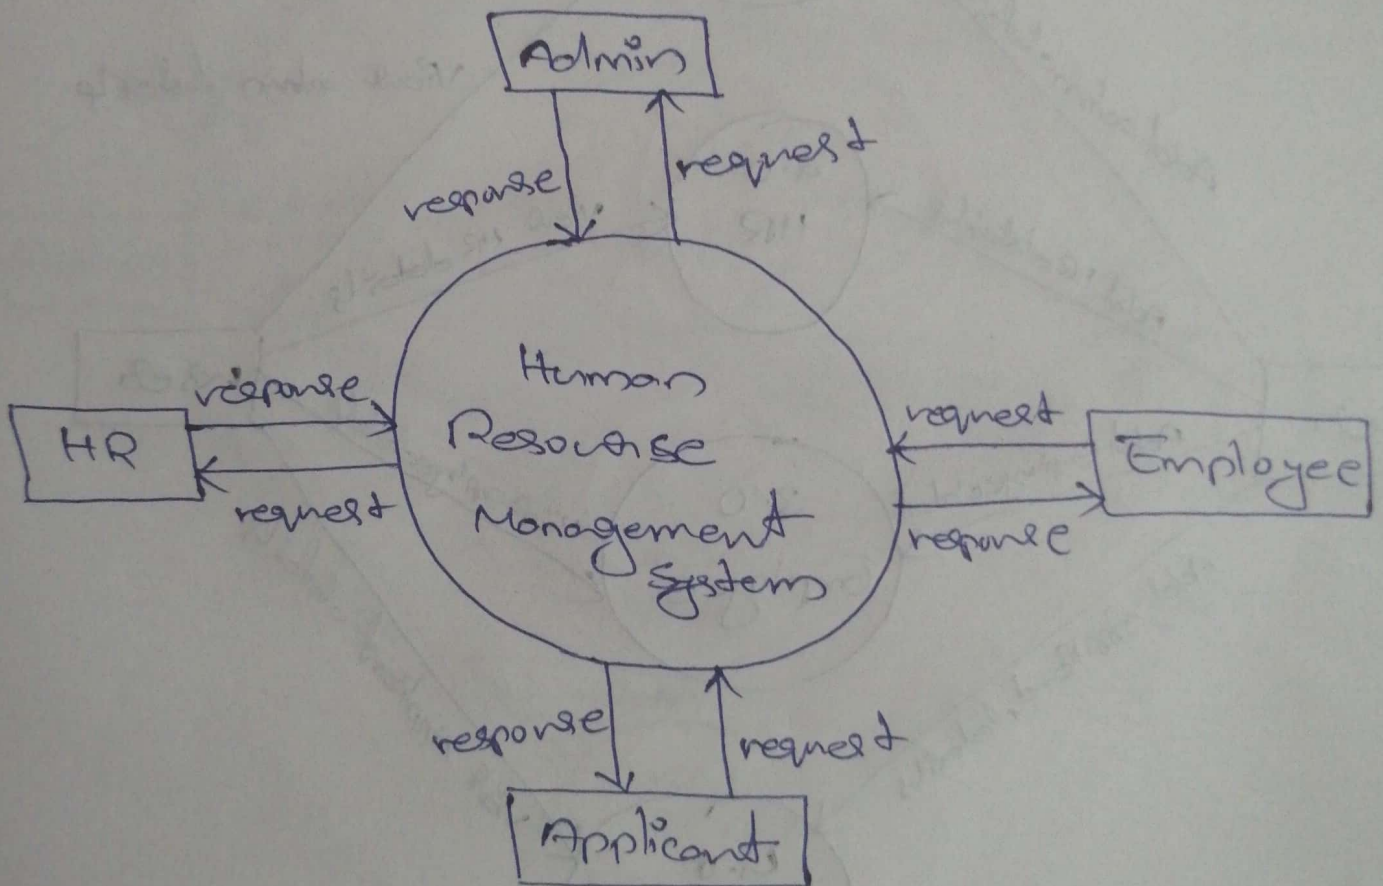 Admin
response
request
Human
Resourse
Management
System
response
HR
request
request
Employee
response
response
request
Applicant